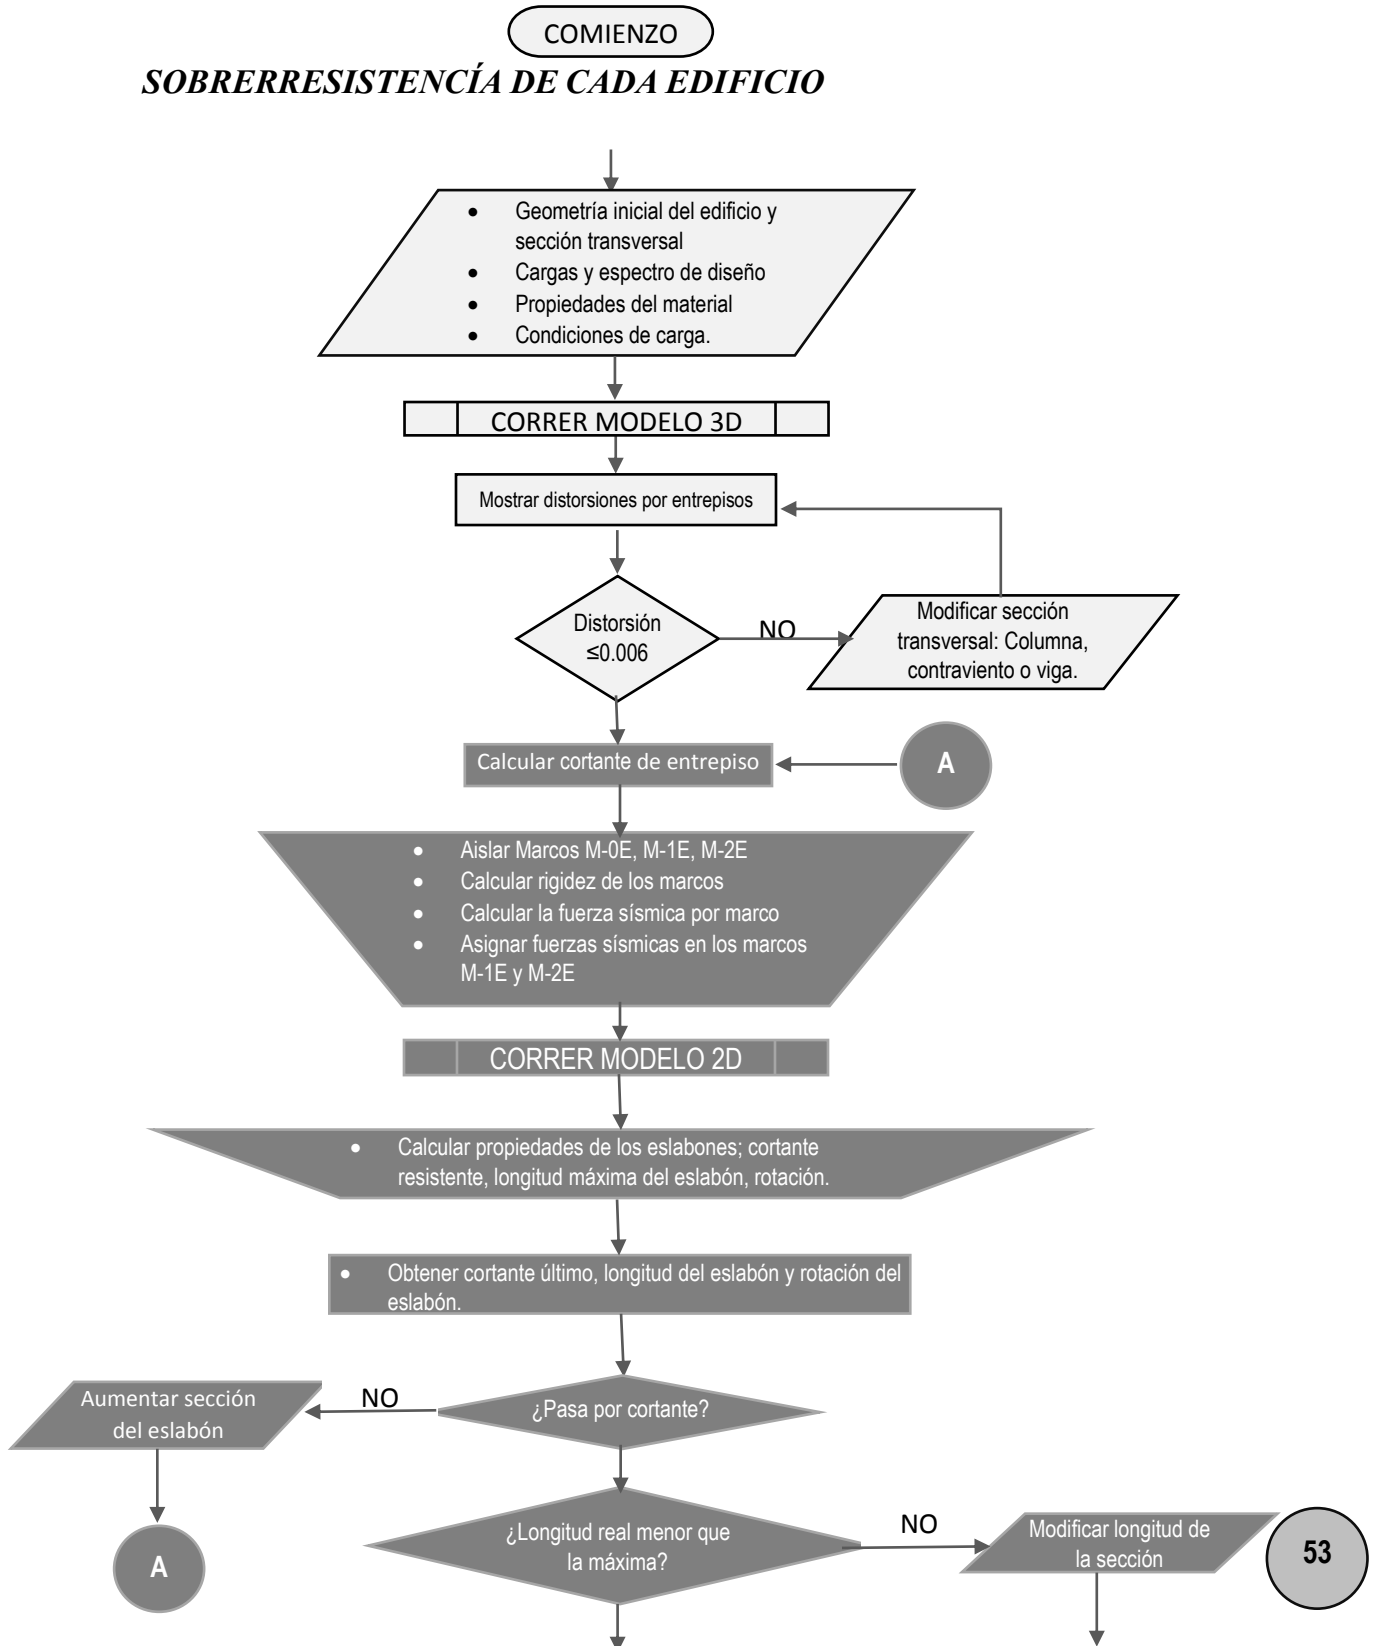 COMIENZO
SOBRERRESISTENCÍA DE CADA EDIFICIO
• Geometría inicial del edificio y
sección transversal
• Cargas y espectro de diseño
• Propiedades del material
• Condiciones de carga.
CORRER MODELO 3D
Mostrar distorsiones por entrepisos
Distorsión
≤0.006
NO
Modificar sección
transversal: Columna,
contraviento o viga.
Calcular cortante de entrepiso
A
• Aislar Marcos M-0E, M-1E, M-2E
• Calcular rigidez de los marcos
• Calcular la fuerza sísmica por marco
• Asignar fuerzas sísmicas en los marcos
M-1E y M-2E
CORRER MODELO 2D
• Calcular propiedades de los eslabones; cortante
resistente, longitud máxima del eslabón, rotación.
• Obtener cortante último, longitud del eslabón y rotación del
eslabón.
Aumentar sección
del eslabón
NO
¿Pasa por cortante?
A
¿Longitud real menor que
la máxima?
NO
Modificar longitud de
la sección
53